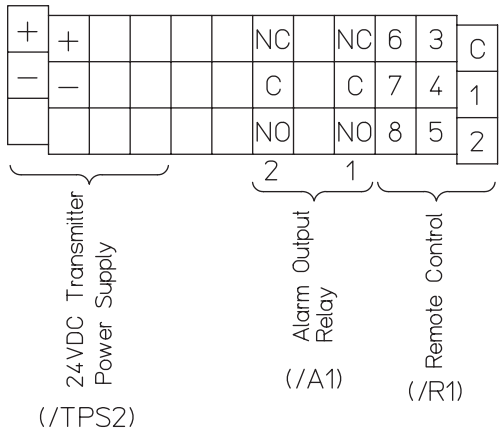 + + NC NC 6 3 C
− − C C 7 4 1
NO NO 8 5 2
2 1
24VDC Transmitter
Power Supply
(/TPS2)
Alarm Output
Relay
(/A1)
Remote Control
(/R1)